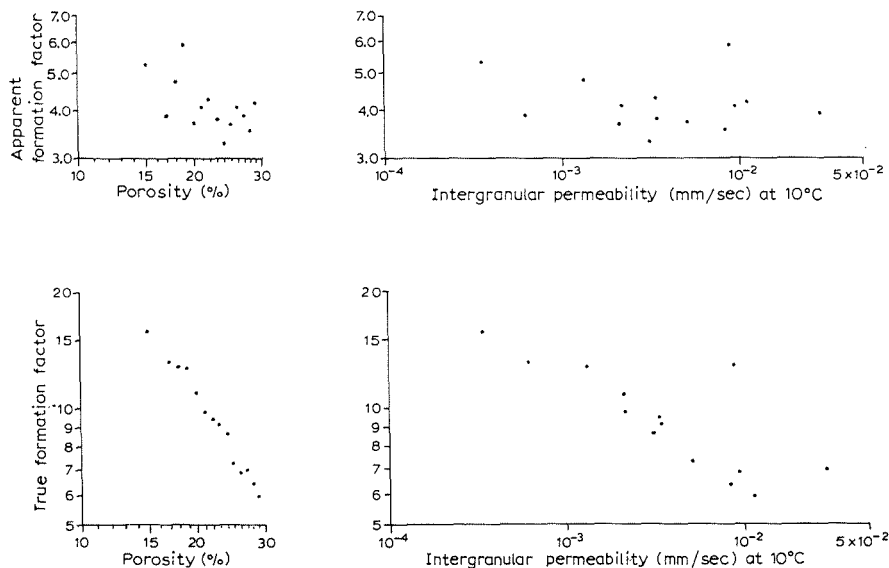 7.0
6.0
5.0
4.0
3.0
Apparent
formation factor
10 15 20 30
Porosity (%)
7.0
6.0
5.0
4.0
3.0
10⁻⁴ 10⁻³ 10⁻² 5×10⁻²
Intergranular permeability (mm/sec) at 10°C
20
15
10
9
8
7
6
5
True formation factor
10 15 20 30
Porosity (%)
20
15
10
9
8
7
6
5
10⁻⁴ 10⁻³ 10⁻² 5×10⁻²
Intergranular permeability (mm/sec) at 10°C